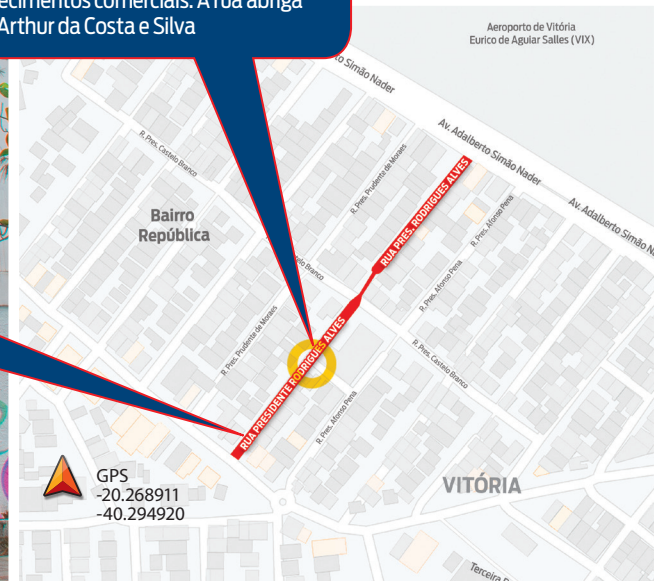 ecimentos comerciais. A rua abriga
Arthur da Costa e Silva
Aeroporto de Vitória
Eurico de Aguiar Salles (VIX)
Simão Nader
Av. Adalberto Simão Nader
Av. Adalberto Simão N
R. Pres. Castelo Branco
R. Pres. Prudente de Moraes
RUA PRES. RODRIGUES ALVES
R. Pres. Afonso Pena
Bairro
República
elo Branco
R. Pres. Afonso Pena
R. Pres. Prudente de Moraes
RUA PRESIDENTE RODRIGUES ALVES
R. Pres. Castelo Branco
R. Pres. Afonso Pena
GPS
-20.268911
-40.294920
VITÓRIA
Terceira